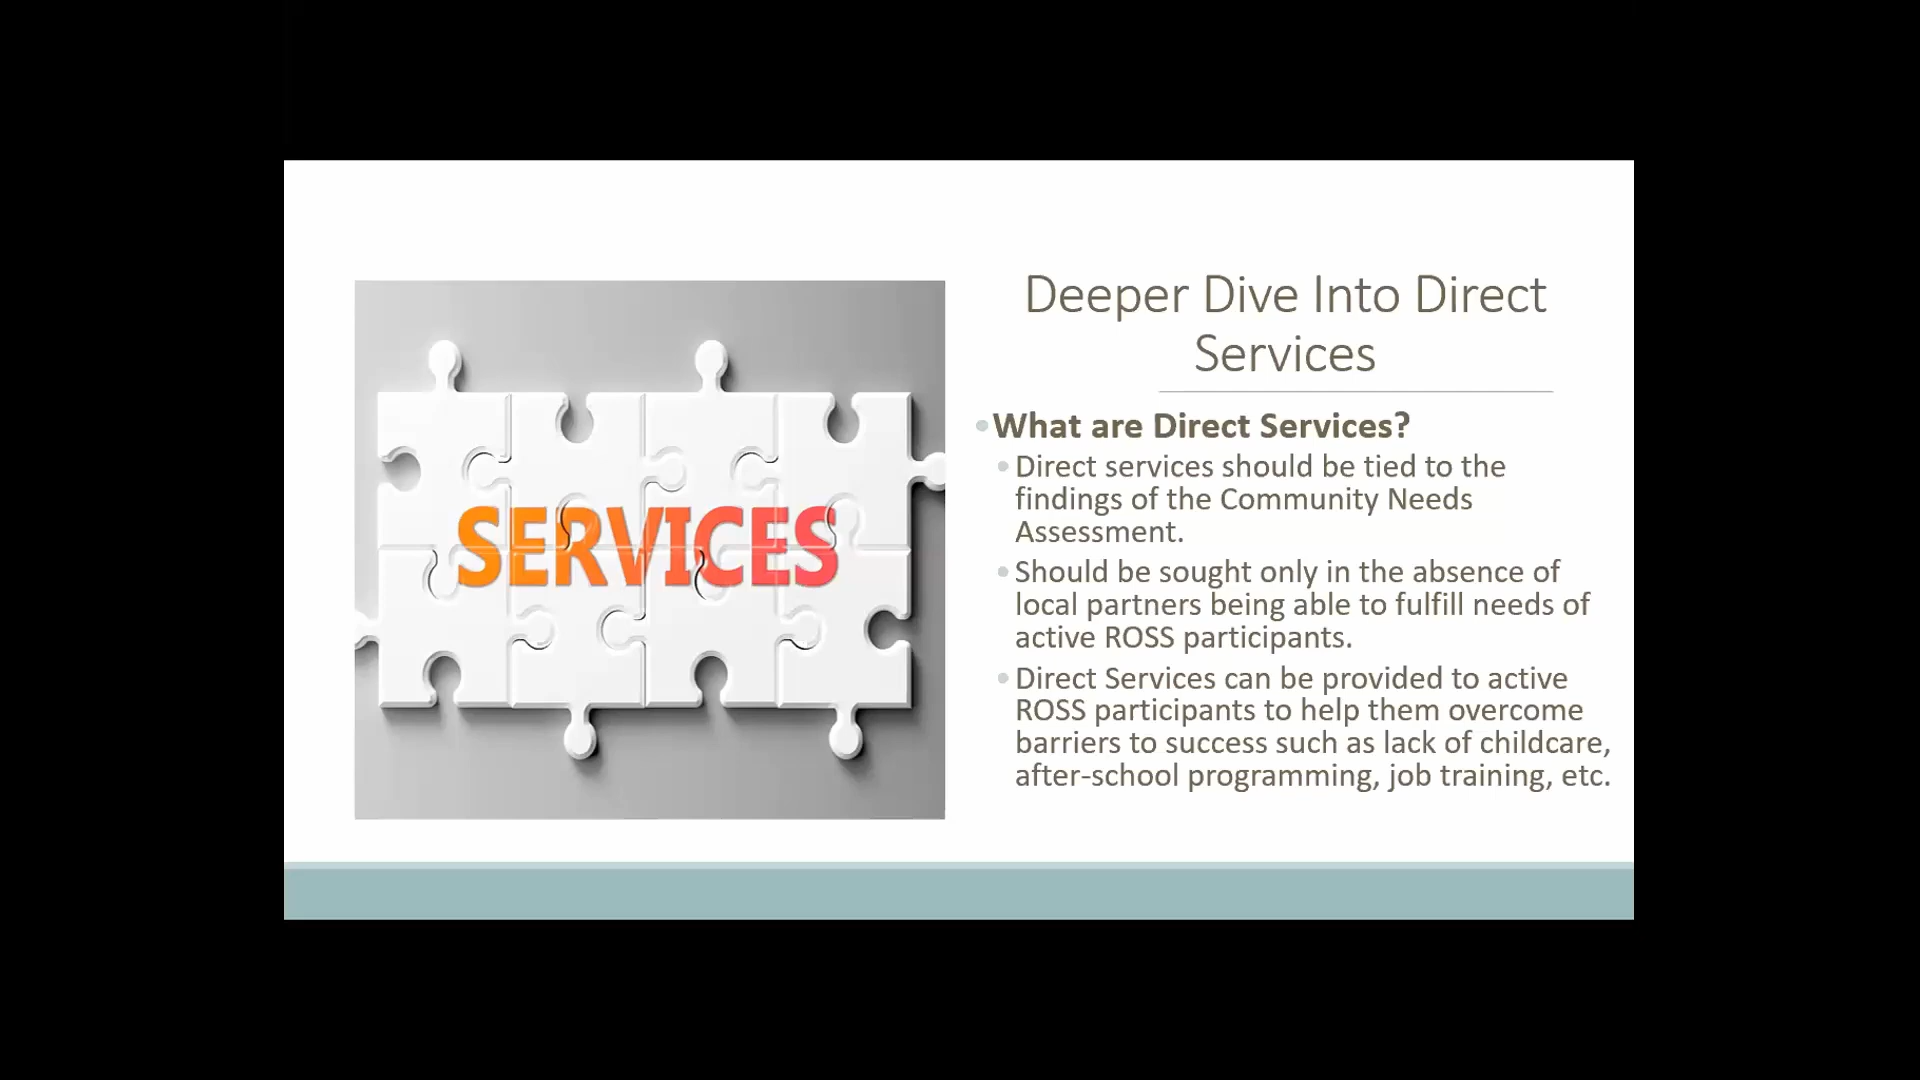 SERVICES
Deeper Dive Into Direct
Services
•What are Direct Services?
•Direct services should be tied to the
findings of the Community Needs
Assessment.
•Should be sought only in the absence of
local partners being able to fulfill needs of
active ROSS participants.
•Direct Services can be provided to active
ROSS participants to help them overcome
barriers to success such as lack of childcare,
after-school programming, job training, etc.